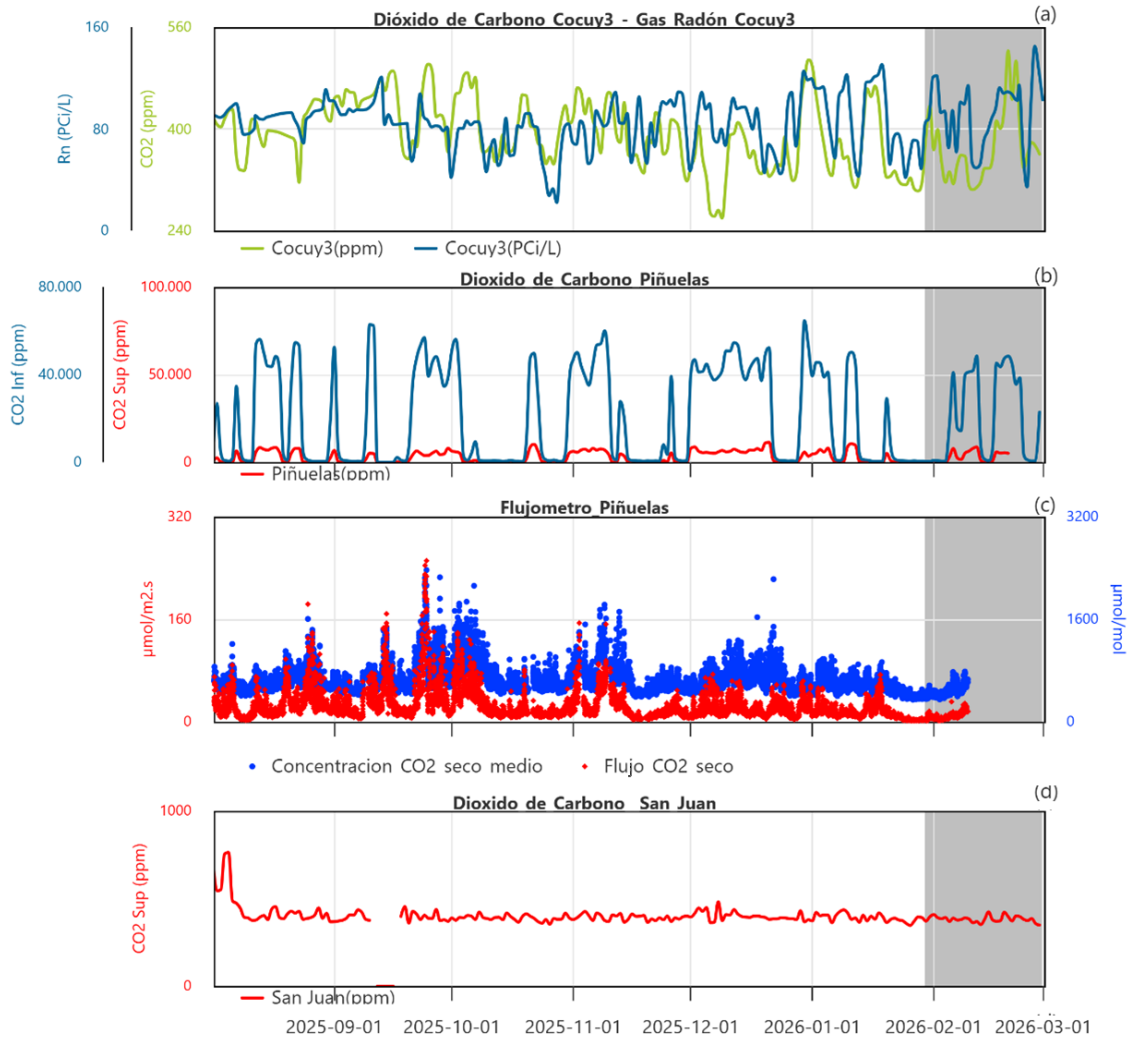 Dióxido de Carbono Cocuy3 - Gas Radón Cocuy3
(a)
160
560
Rn (PCi/L)
80
CO2 (ppm)
400
0
240
Cocuy3(ppm)
Cocuy3(PCi/L)
Dioxido de Carbono Piñuelas
(b)
80.000
100.000
CO2 Inf (ppm)
40.000
CO2 Sup (ppm)
50.000
0
0
Piñuelas(ppm)
Flujometro_Piñuelas
(c)
320
3200
µmol/m2.s
160
1600
µmol/mol
0
0
Concentracion CO2 seco medio
Flujo CO2 seco
Dioxido de Carbono San Juan
(d)
1000
CO2 Sup (ppm)
0
San Juan(ppm)
2025-09-01
2025-10-01
2025-11-01
2025-12-01
2026-01-01
2026-02-01
2026-03-01